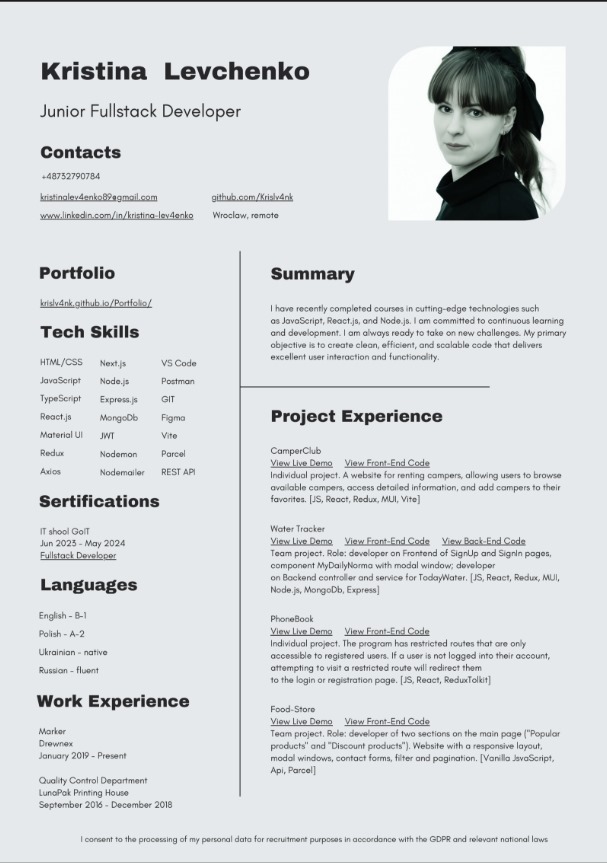 Kristina Levchenko
Junior Fullstack Developer
Contacts
+48732790784
kristinalev4enko89@gmail.com github.com/Krislv4nk
www.linkedin.com/in/kristina-lev4enko Wroclaw, remote
Portfolio
krislv4nk.github.io/Portfolio/
Tech Skills
HTML/CSS Next.js VS Code
JavaScript Node.js Postman
TypeScript Express.js GIT
React.js MongoDb Figma
Material UI JWT Vite
Redux Nodemon Parcel
Axios Nodemailer REST API
Sertifications
IT shool GoIT
Jun 2023 - May 2024
Fullstack Developer
Languages
English - B-1
Polish - A-2
Ukrainian - native
Russian - fluent
Work Experience
Marker
Drewnex
January 2019 - Present
Quality Control Department
LunaPak Printing House
September 2016 - December 2018
Summary
I have recently completed courses in cutting-edge technologies such
as JavaScript, React.js, and Node.js. I am committed to continuous learning
and development. I am always ready to take on new challenges. My primary
objective is to create clean, efficient, and scalable code that delivers
excellent user interaction and functionality.
Project Experience
CamperClub
View Live Demo View Front-End Code
Individual project. A website for renting campers, allowing users to browse
available campers, access detailed information, and add campers to their
favorites. [JS, React, Redux, MUI, Vite]
Water Tracker
View Live Demo View Front-End Code View Back-End Code
Team project. Role: developer on Frontend of SignUp and SignIn pages,
component MyDailyNorma with modal window; developer
on Backend controller and service for TodayWater. [JS, React, Redux, MUI,
Node.js, MongoDb, Express]
PhoneBook
View Live Demo View Front-End Code
Individual project. The program has restricted routes that are only
accessible to registered users. If a user is not logged into their account,
attempting to visit a restricted route will redirect them
to the login or registration page. [JS, React, ReduxTolkit]
Food-Store
View Live Demo View Front-End Code
Team project. Role: developer of two sections on the main page ("Popular
products" and "Discount products"). Website with a responsive layout,
modal windows, contact forms, filter and pagination. [Vanilla JsvaScript,
Api, Parcel]
I consent to the processing of my personal data for recruitment purposes in accordance with the GDPR and relevant national laws